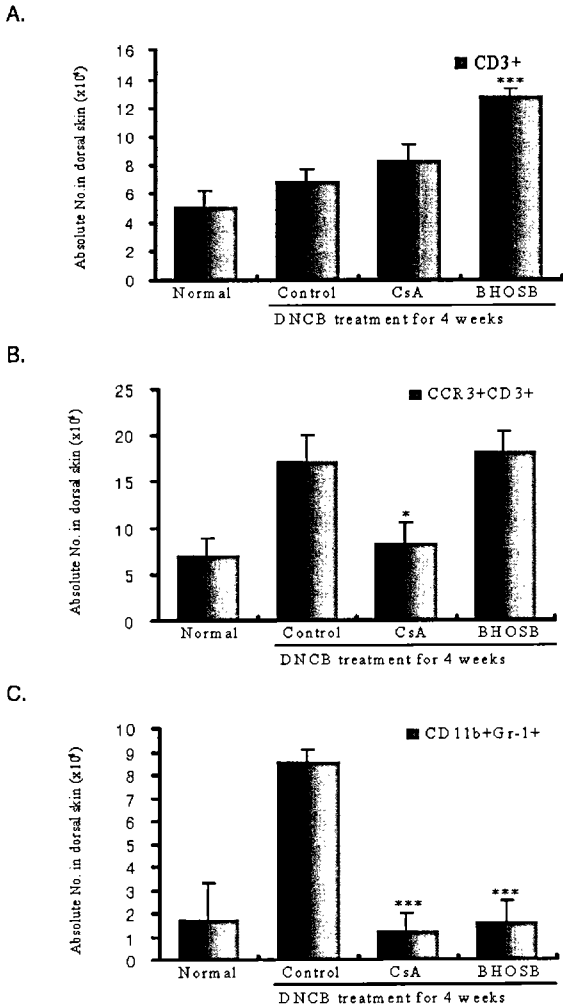 A.
CD3+
***
Absolute No. in dorsal skin (x10⁴)
16
14
12
10
8
6
4
2
0
Normal Control CsA BHOSB
DNCB treatment for 4 weeks
B.
CCR3+CD3+
*
Absolute No. in dorsal skin (x10⁴)
25
20
15
10
5
0
Normal Control CsA BHOSB
DNCB treatment for 4 weeks
C.
CD11b+Gr-1+
*** ***
Absolute No. in dorsal skin (x10⁴)
10
9
8
7
6
5
4
3
2
1
0
Normal Control CsA BHOSB
DNCB treatment for 4 weeks